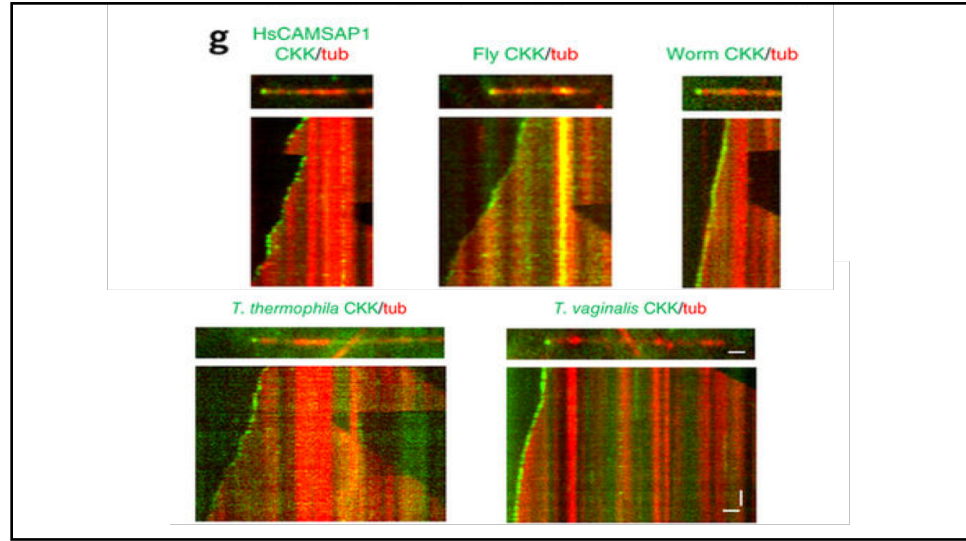 g
HsCAMSAP1
CKK/tub
Fly CKK/tub
Worm CKK/tub
T. thermophila CKK/tub
T. vaginalis CKK/tub